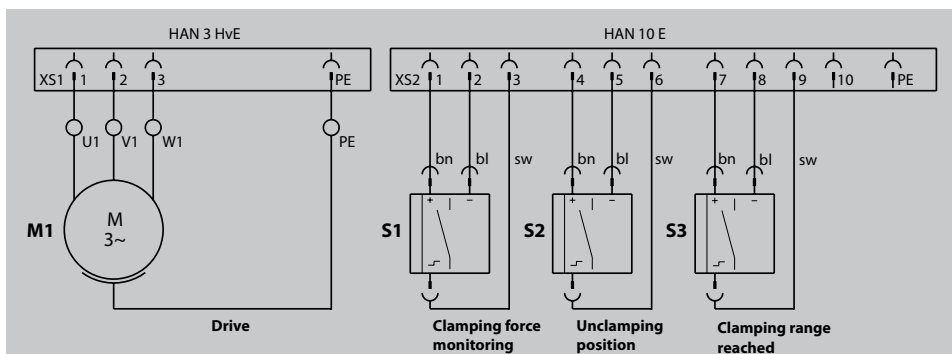 HAN 3 HvE HAN 10 E
XS1 1 2 3 PE XS2 1 2 3 4 5 6 7 8 9 10 PE
U1 V1 W1 PE
bn bl sw bn bl sw bn bl sw
+ − + − + −
M1 M 3~ S1 S2 S3
Drive Clamping force monitoring Unclamping position Clamping range reached